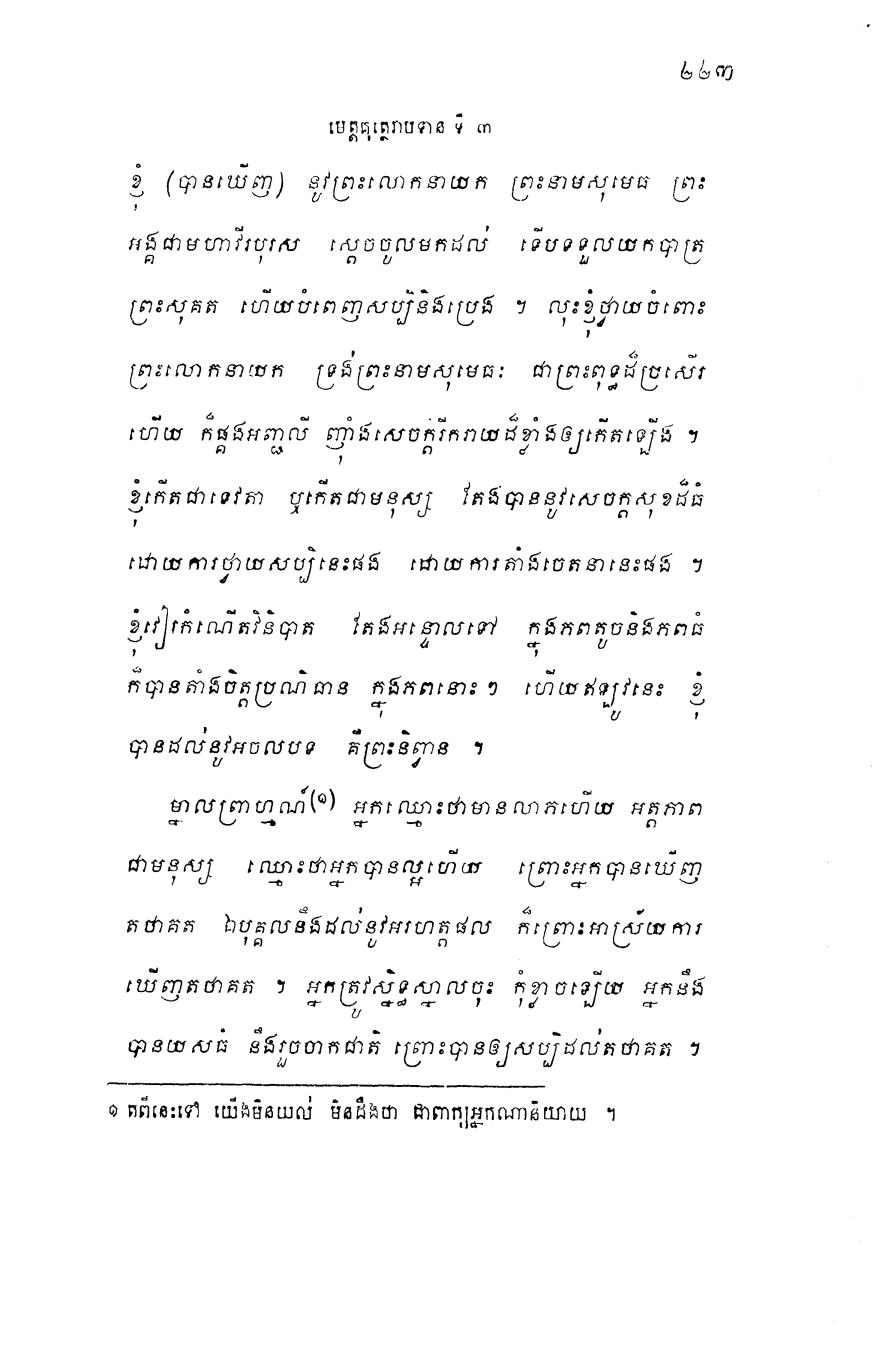 ២២៣
មេត្តគុត្ថេរាបទាន ទី ៣
ខ្ញុំ (បានឃើញ) នូវព្រះលោកនាយក ព្រះនាមសុមេធ ព្រះ
អង្គជាមហាវីរបុរស ស្តេចចូលមកដល់ ទើបទទួលយកបាត្រ
ព្រះសុគត ហើយបំពេញសប្បិនិងប្រេង ។ លុះខ្ញុំថ្វាយចំពោះ
ព្រះលោកនាយក ទ្រង់ព្រះនាមសុមេធៈ ជាព្រះពុទ្ធដ៏ប្រសើរ
ហើយ ក៏ផ្គងអញ្ជលី ញ៉ាំងសេចក្តីរីករាយដ៏ខ្លាំងឲ្យកើតឡើង ។
ខ្ញុំកើតជាទេវតា ឬកើតជាមនុស្ស តែងបាននូវសេចក្តសុខដ៏ធំ
ដោយការថ្វាយសប្បិនេះផង ដោយការតាំងចេតនានេះផង ។
ខ្ញុំវៀរកំណើតវិនិបាត តែងអន្ទោលទៅ ក្នុងភពតូចនិងភពធំ
ក៏បានតាំងចិត្តប្រណិធាន ក្នុងភពនោះៗ ហើយឥឡូវនេះ ខ្ញុំ
បានដល់នូវអចលបទ គឺព្រះនិព្វាន ។
ម្នាលព្រាហ្មណ៍(១) អ្នកឈ្មោះថាមានលាភហើយ អត្តភាព
ជាមនុស្ស ឈ្មោះថាអ្នកបានល្អហើយ ព្រោះអ្នកបានឃើញ
តថាគត ឯបុគ្គលនឹងដល់នូវអរហត្តផល ក៏ព្រោះអាស្រ័យការ
ឃើញតថាគត ។ អ្នកត្រូវស្និទ្ធស្នាលចុះ កុំខ្លាចឡើយ អ្នកនឹង
បានយសធំ នឹងរួចចាកជាតិ ព្រោះបានឲ្យសប្បិដល់តថាគត ។
១ តពីនេះទៅ យើងមិនយល់ មិនដឹងថា ជាពាក្យអ្នកណានិយាយ ។